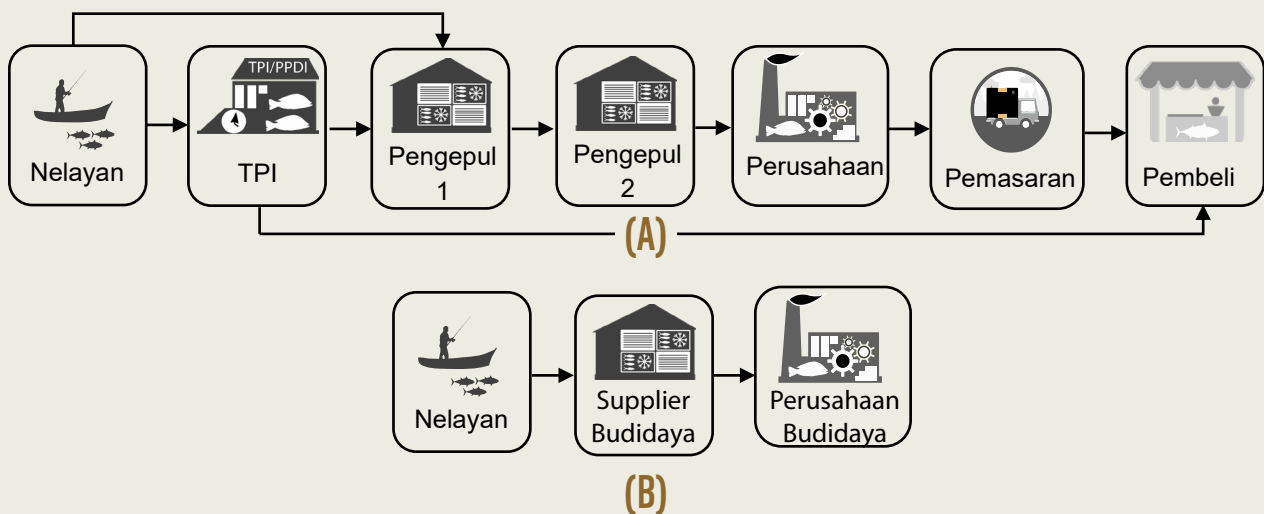 TPI/PPDI
Nelayan
TPI
Pengepul
1
Pengepul
2
Perusahaan
Pemasaran
Pembeli
(A)
Nelayan
Supplier
Budidaya
Perusahaan
Budidaya
(B)